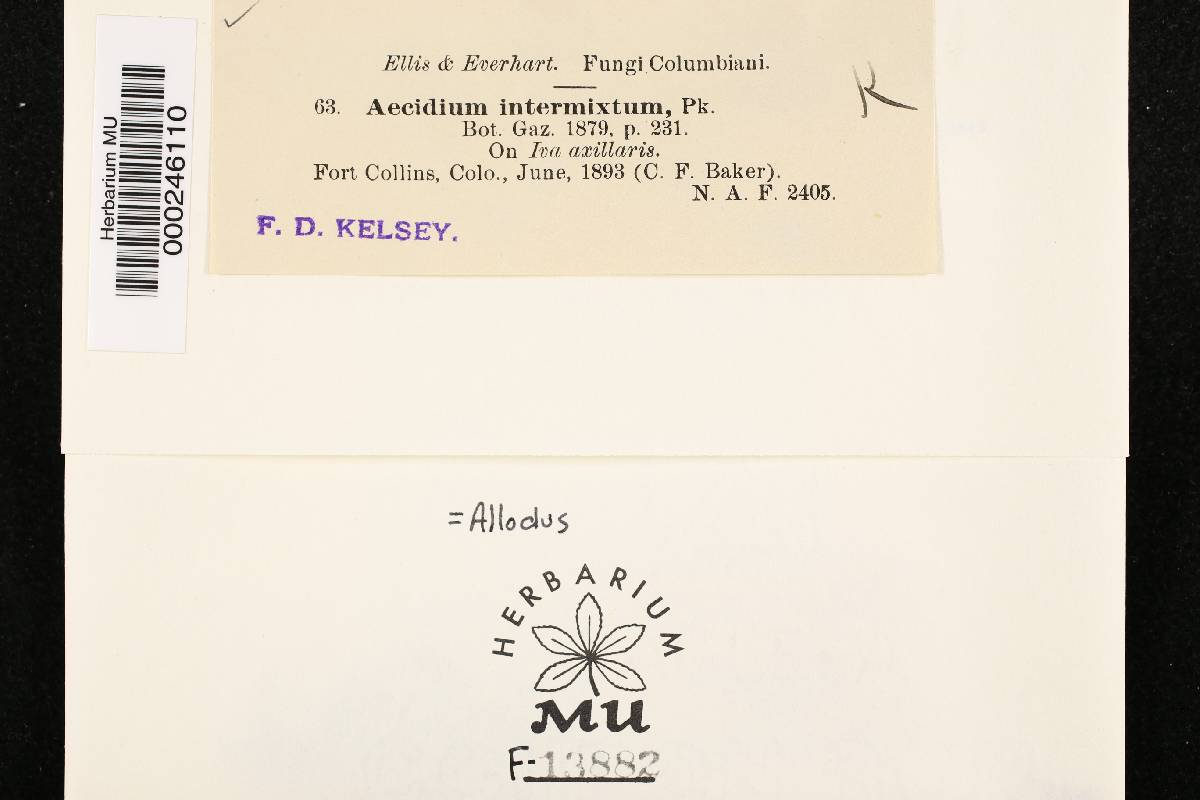 Herbarium MU
000246110
Ellis & Everhart. Fungi Columbiani.
K
63. Aecidium intermixtum, Pk.
Bot. Gaz. 1879, p. 231.
On Iva axillaris.
Fort Collins, Colo., June, 1893 (C. F. Baker).
N. A. F. 2405.
F. D. KELSEY.
=Allodus
HERBARIUM
MU
F-13882